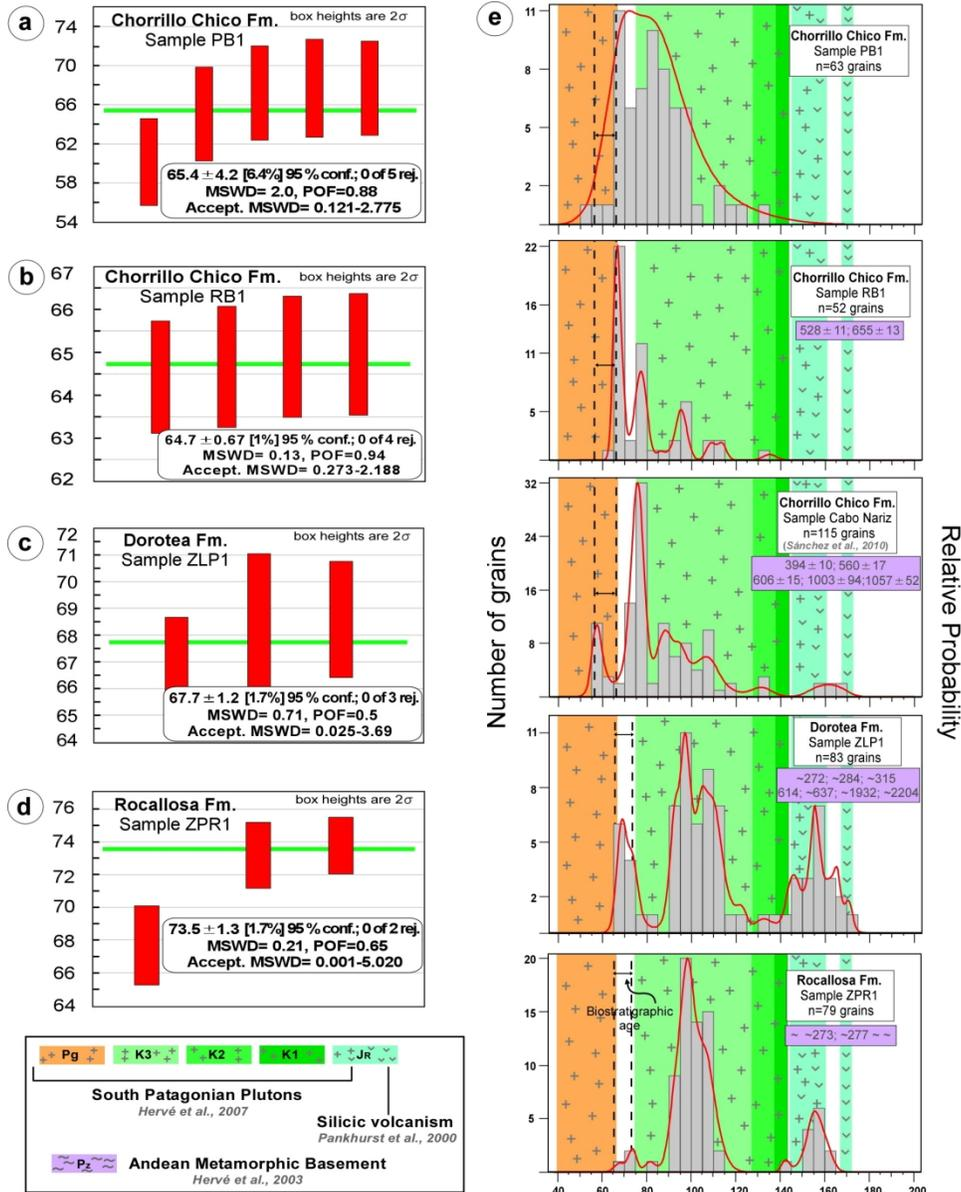 a
Chorrillo Chico Fm.
box heights are 2σ
Sample PB1
74
70
66
62
58
54
65.4 ± 4.2 [6.4%] 95 % conf.; 0 of 5 rej.
MSWD= 2.0, POF=0.88
Accept. MSWD= 0.121-2.775
b
Chorrillo Chico Fm.
box heights are 2σ
Sample RB1
67
66
65
64
63
62
64.7 ± 0.67 [1%] 95 % conf.; 0 of 4 rej.
MSWD= 0.13, POF=0.94
Accept. MSWD= 0.273-2.188
c
Dorotea Fm.
box heights are 2σ
Sample ZLP1
72
71
70
69
68
67
66
65
64
67.7 ± 1.2 [1.7%] 95 % conf.; 0 of 3 rej.
MSWD= 0.71, POF=0.5
Accept. MSWD= 0.025-3.69
d
Rocallosa Fm.
box heights are 2σ
Sample ZPR1
76
74
72
70
68
66
64
73.5 ± 1.3 [1.7%] 95 % conf.; 0 of 2 rej.
MSWD= 0.21, POF=0.65
Accept. MSWD= 0.001-5.020
Pg
K3
K2
K1
JR
South Patagonian Plutons
Hervé et al., 2007
Silicic volcanism
Pankhurst et al., 2000
Pz
Andean Metamorphic Basement
Hervé et al., 2003
e
Number of grains
Relative Probability
11
8
5
2
Chorrillo Chico Fm.
Sample PB1
n=63 grains
22
16
11
5
Chorrillo Chico Fm.
Sample RB1
n=52 grains
528 ± 11; 655 ± 13
32
24
16
8
Chorrillo Chico Fm.
Sample Cabo Nariz
n=115 grains
(Sánchez et al., 2010)
394 ± 10; 560 ± 17
606 ± 15; 1003 ± 94;1057 ± 52
11
8
5
2
Dorotea Fm.
Sample ZLP1
n=83 grains
~272; ~284; ~315
614; ~637; ~1932; ~2204
20
15
10
5
Rocallosa Fm.
Sample ZPR1
n=79 grains
~ ~273; ~277 ~ ~
Biostratigraphic
age
40 60 80 100 120 140 160 180 200